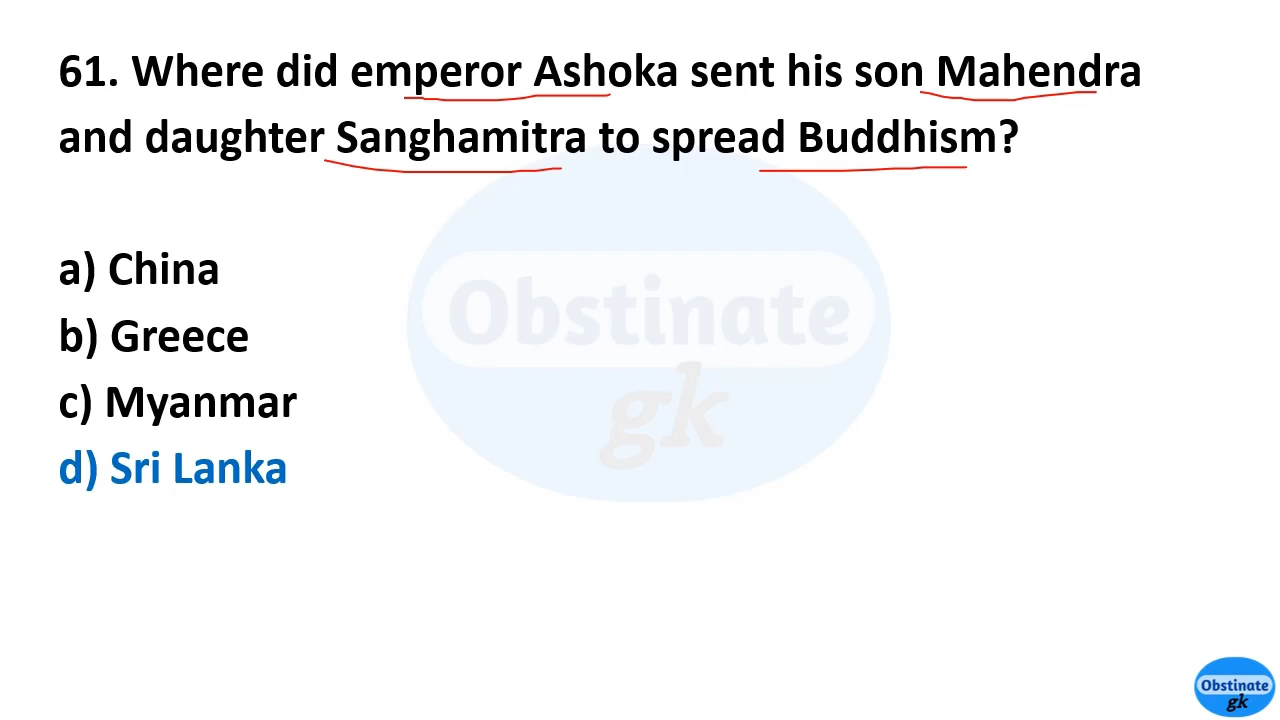 61. Where did emperor Ashoka sent his son Mahendra
and daughter Sanghamitra to spread Buddhism?
a) China
b) Greece
c) Myanmar
d) Sri Lanka
Obstinate
gk
Obstinate
gk